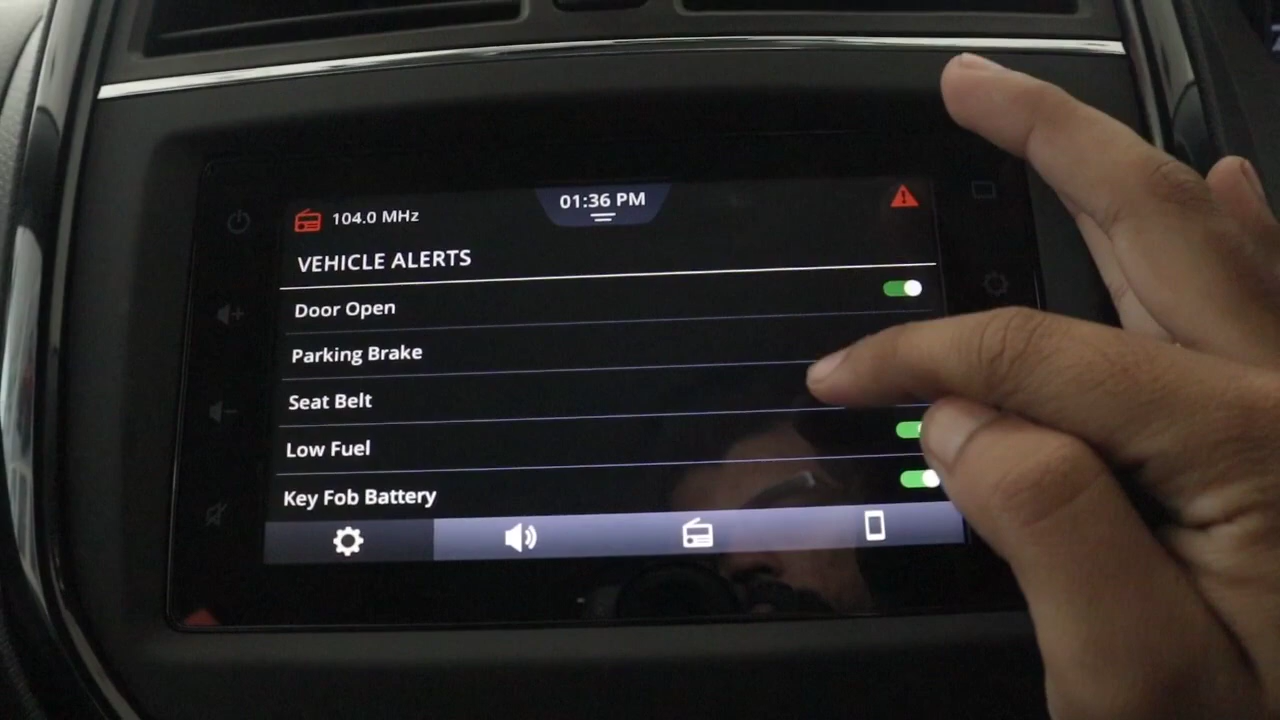 104.0 MHz
01:36 PM
VEHICLE ALERTS
Door Open
Parking Brake
Seat Belt
Low Fuel
Key Fob Battery